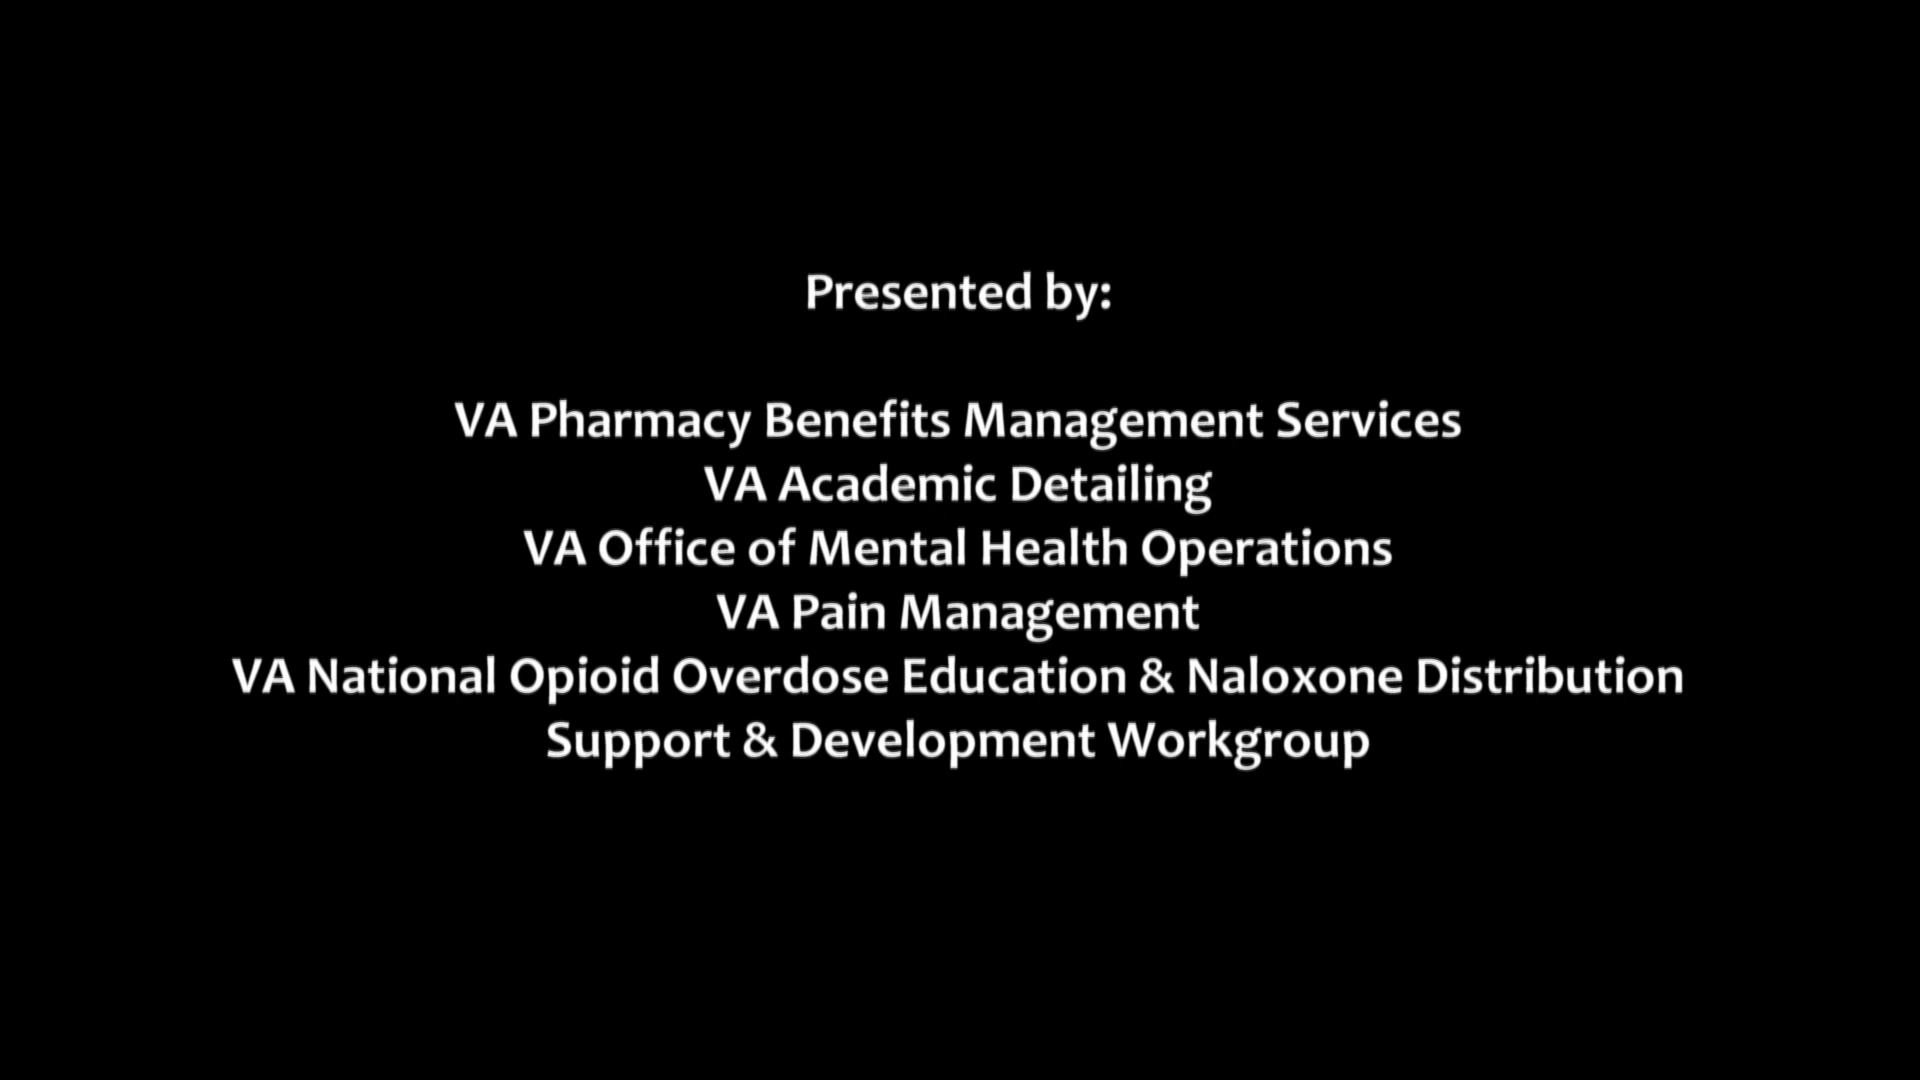 Presented by:
VA Pharmacy Benefits Management Services
VA Academic Detailing
VA Office of Mental Health Operations
VA Pain Management
VA National Opioid Overdose Education & Naloxone Distribution
Support & Development Workgroup